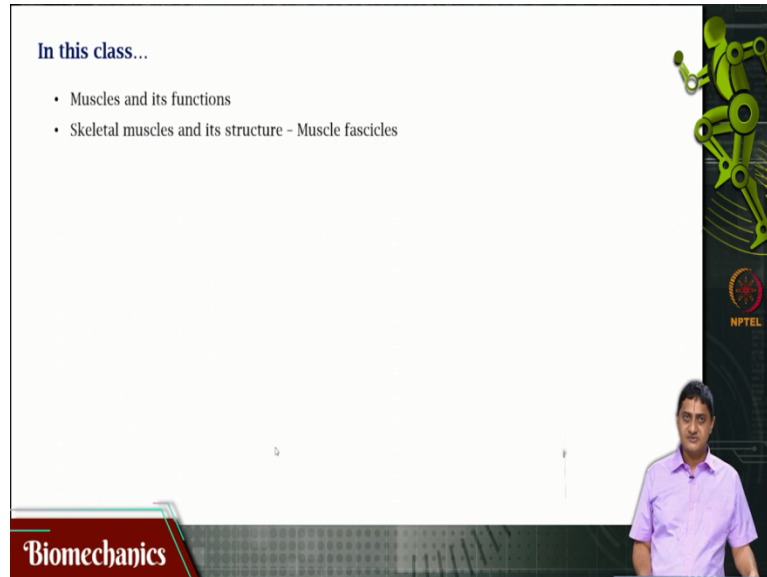 In this class...
• Muscles and its functions
• Skeletal muscles and its structure – Muscle fascicles
NPTEL
Biomechanics